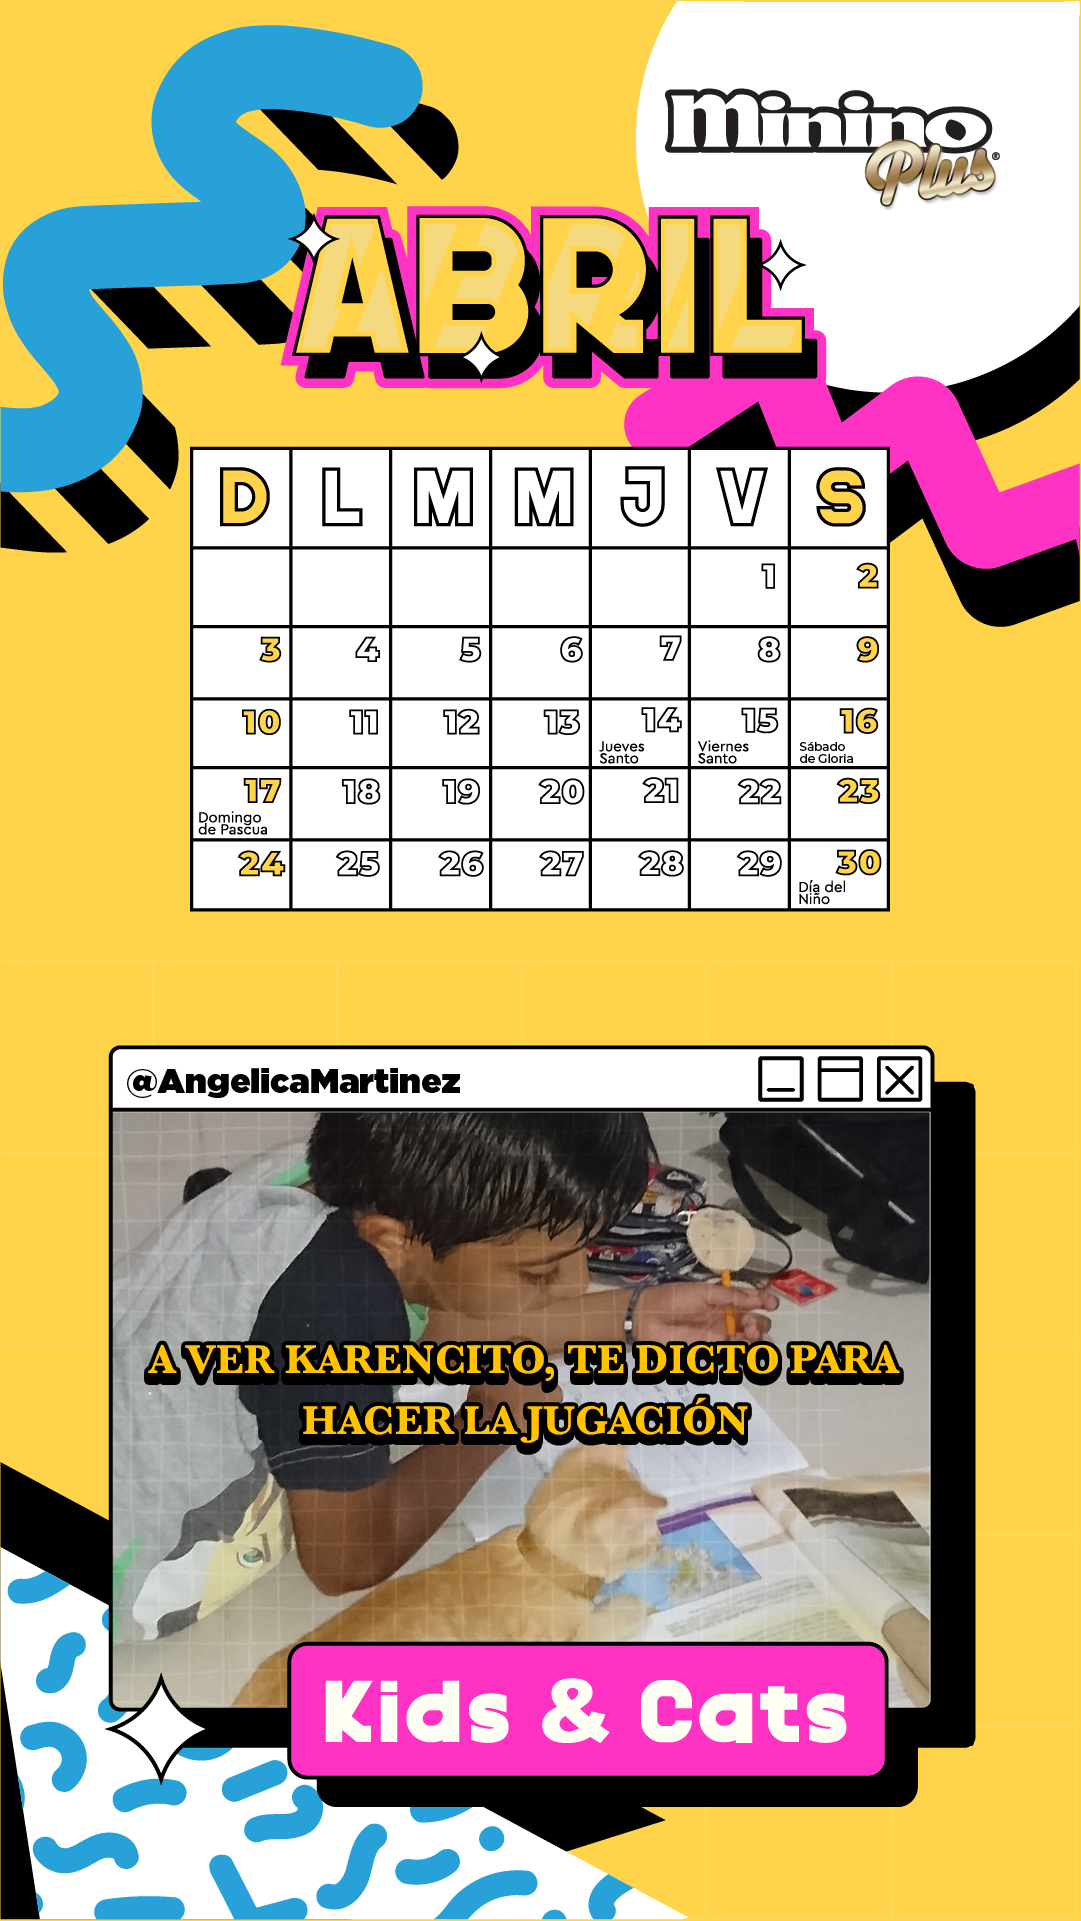 Minino
Plus®
ABRIL
D L M M J V S
1 2
3 4 5 6 7 8 9
10 11 12 13 14 15 16
Jueves Santo Viernes Santo Sábado de Gloria
17 18 19 20 21 22 23
Domingo de Pascua
24 25 26 27 28 29 30
Día del Niño
@AngelicaMartinez
A VER KARENCITO, TE DICTO PARA
HACER LA JUGACIÓN
Kids & Cats